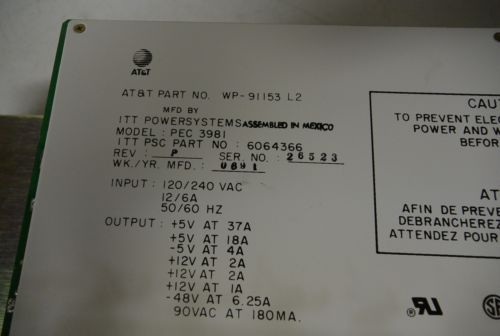 AT&T
AT&T PART NO. WP-91153 L2
MFD BY
ITT POWERSYSTEMS ASSEMBLED IN MEXICO
MODEL : PEC 3981
ITT PSC PART NO : 6064366
REV : P SER. NO. : 26523
WK./YR. MFD. : 0891
INPUT : 120/240 VAC
12/6A
50/60 HZ
OUTPUT : +5V AT 37A
+5V AT 18A
-5V AT 4A
+12V AT 2A
+12V AT 2A
+12V AT 1A
-48V AT 6.25A
90VAC AT 180MA.
CAU
TO PREVENT ELEC
POWER AND W
BEFOR
AT
AFIN DE PREVE
DEBRANCHEREZ
ATTENDEZ POUR